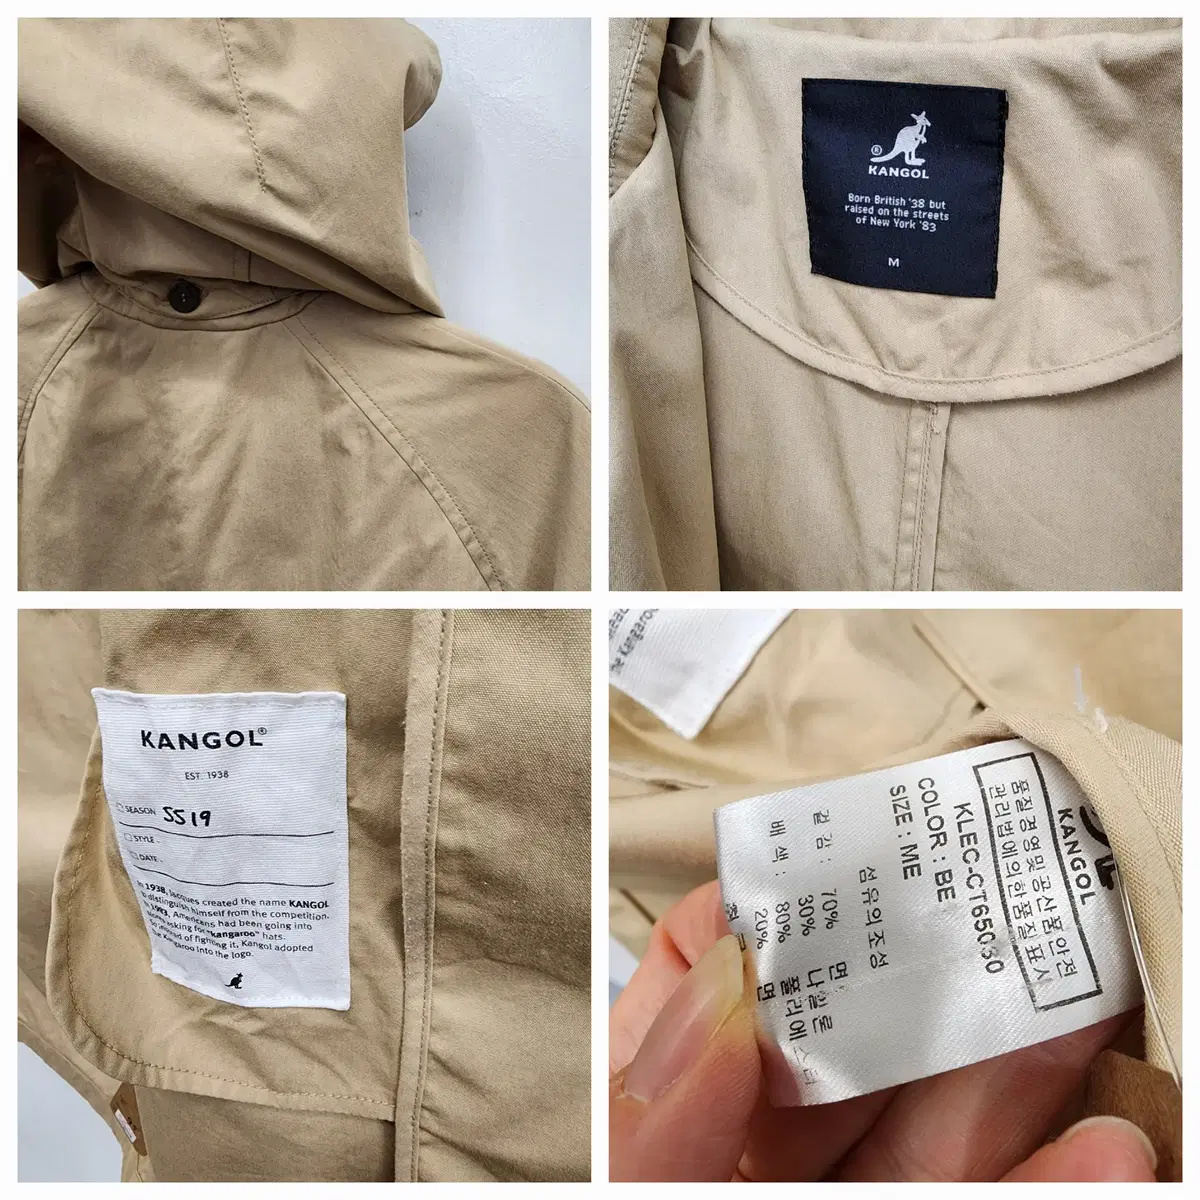 ®
KANGOL
Born British '38 but
raised on the streets
of New York '83
M
KANGOL®
EST. 1938
SEASON SS19
STYLE.
DATE.
In 1938, Jacques created the name KANGOL
distinguish himself from the competition.
In 1983, Americans had been going into
asking for "kangaroo" hats.
of fighting it, Kangol adopted
the Kangaroo into the logo.
he Kangaroo
KANGOL
품질경영및공산품안전
관리법에의한품질표시
KLEC-CT65030
COLOR : BE
SIZE : ME
섬유의조성
겉감 : 70% 면
30% 나일론
배색 : 80% 폴리에스터
20% 면